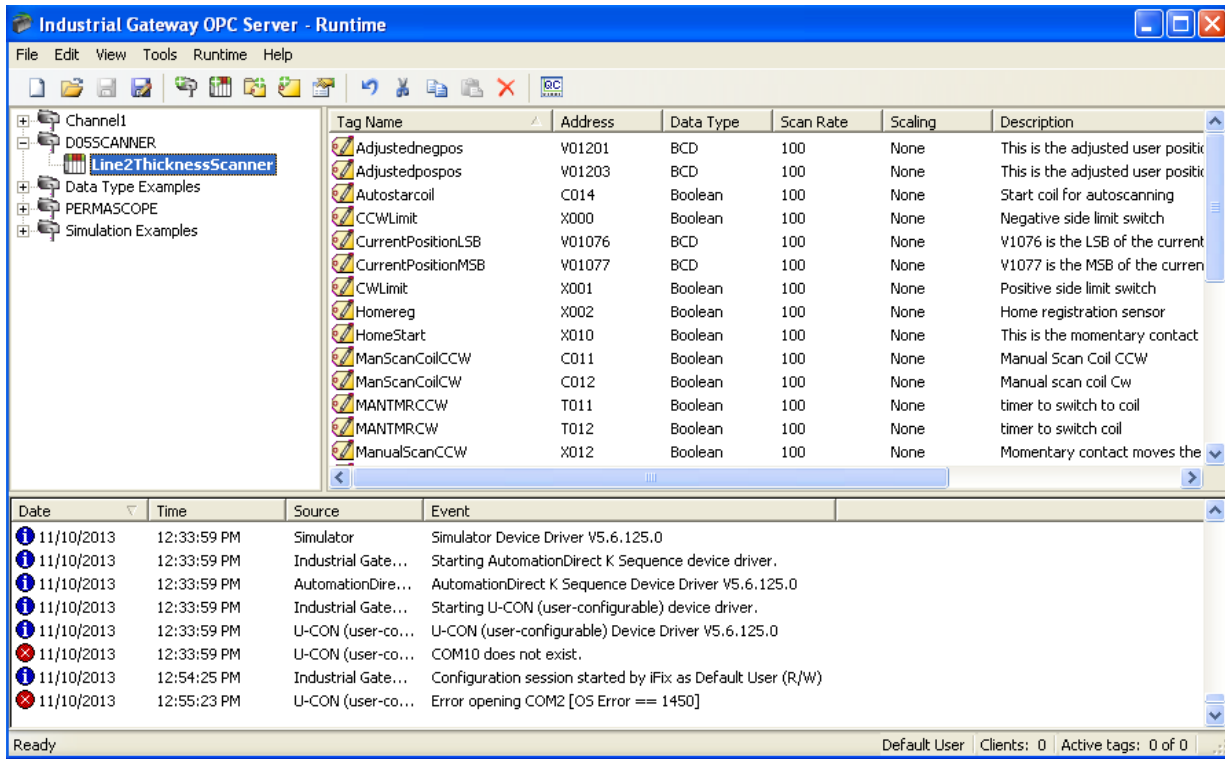 Industrial Gateway OPC Server - Runtime
File Edit View Tools Runtime Help
QC
Channel1
D05SCANNER
Line2ThicknessScanner
Data Type Examples
PERMASCOPE
Simulation Examples
Tag Name Address Data Type Scan Rate Scaling Description
Adjustednegpos V01201 BCD 100 None This is the adjusted user positic
Adjustedpospos V01203 BCD 100 None This is the adjusted user positic
Autostarcoil C014 Boolean 100 None Start coil for autoscanning
CCWLimit X000 Boolean 100 None Negative side limit switch
CurrentPositionLSB V01076 BCD 100 None V1076 is the LSB of the current
CurrentPositionMSB V01077 BCD 100 None V1077 is the MSB of the curren
CWLimit X001 Boolean 100 None Positive side limit switch
Homereg X002 Boolean 100 None Home registration sensor
HomeStart X010 Boolean 100 None This is the momentary contact
ManScanCoilCCW C011 Boolean 100 None Manual Scan Coil CCW
ManScanCoilCW C012 Boolean 100 None Manual scan coil Cw
MANTMRCCW T011 Boolean 100 None timer to switch to coil
MANTMRCW T012 Boolean 100 None timer to switch coil
ManualScanCCW X012 Boolean 100 None Momentary contact moves the
Date Time Source Event
11/10/2013 12:33:59 PM Simulator Simulator Device Driver V5.6.125.0
11/10/2013 12:33:59 PM Industrial Gate... Starting AutomationDirect K Sequence device driver.
11/10/2013 12:33:59 PM AutomationDire... AutomationDirect K Sequence Device Driver V5.6.125.0
11/10/2013 12:33:59 PM Industrial Gate... Starting U-CON (user-configurable) device driver.
11/10/2013 12:33:59 PM U-CON (user-co... U-CON (user-configurable) Device Driver V5.6.125.0
11/10/2013 12:33:59 PM U-CON (user-co... COM10 does not exist.
11/10/2013 12:54:25 PM Industrial Gate... Configuration session started by iFix as Default User (R/W)
11/10/2013 12:55:23 PM U-CON (user-co... Error opening COM2 [OS Error == 1450]
Ready Default User Clients: 0 Active tags: 0 of 0